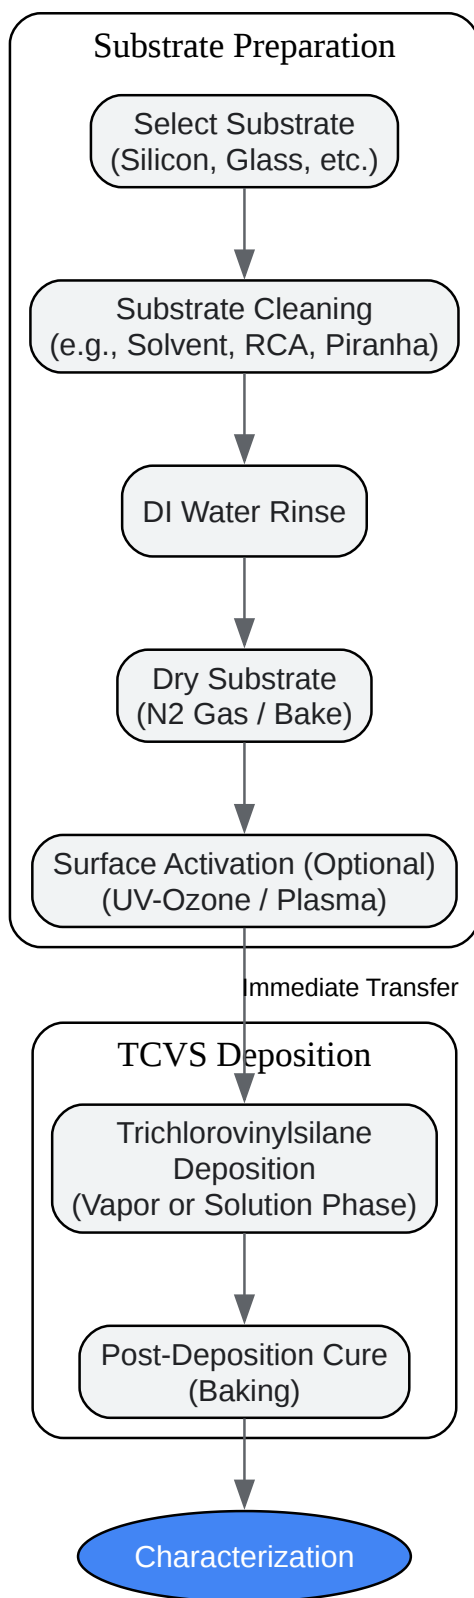 Substrate Preparation
Select Substrate
(Silicon, Glass, etc.)
Substrate Cleaning
(e.g., Solvent, RCA, Piranha)
DI Water Rinse
Dry Substrate
(N2 Gas / Bake)
Surface Activation (Optional)
(UV-Ozone / Plasma)
Immediate Transfer
TCVS Deposition
Trichlorovinylsilane
Deposition
(Vapor or Solution Phase)
Post-Deposition Cure
(Baking)
Characterization